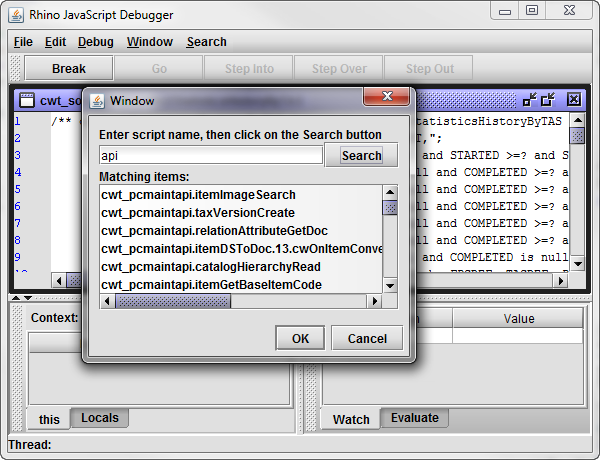 Rhino JavaScript Debugger
File Edit Debug Window Search
Break Go Step Into Step Over Step Out
cwt_so
Window
Enter script name, then click on the Search button
api Search
Matching items:
cwt_pcmaintapi.itemImageSearch
cwt_pcmaintapi.taxVersionCreate
cwt_pcmaintapi.relationAttributeGetDoc
cwt_pcmaintapi.itemDSToDoc.13.cwOnItemConve
cwt_pcmaintapi.catalogHierarchyRead
cwt_pcmaintapi.itemGetBaseItemCode
OK Cancel
1 /** tatisticsHistoryByTAS
2 T,";
3 and STARTED >=? and S
4 ll and COMPLETED >=?
5 ll and COMPLETED >=?
6 ll and COMPLETED >=?
7 ll and COMPLETED >=?
8 ll and COMPLETED >=?
9 and COMPLETED is null
10
Context:
Value
this Locals
Watch Evaluate
Thread: